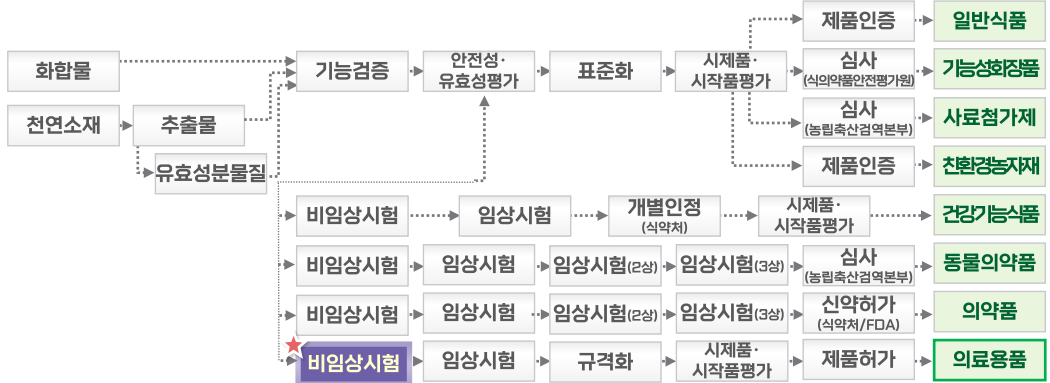 제품인증
일반식품
화합물
기능검증
안전성·
유효성평가
표준화
시제품·
시작품평가
심사
(식의약품안전평가원)
기능성화장품
천연소재
추출물
심사
(농림축산검역본부)
사료첨가제
유효성분물질
제품인증
친환경농자재
비임상시험
임상시험
개별인정
(식약처)
시제품·
시작품평가
건강기능식품
비임상시험
임상시험
임상시험(2상)
임상시험(3상)
심사
(농림축산검역본부)
동물의약품
비임상시험
임상시험
임상시험(2상)
임상시험(3상)
신약허가
(식약처/FDA)
의약품
비임상시험
임상시험
규격화
시제품·
시작품평가
제품허가
의료용품